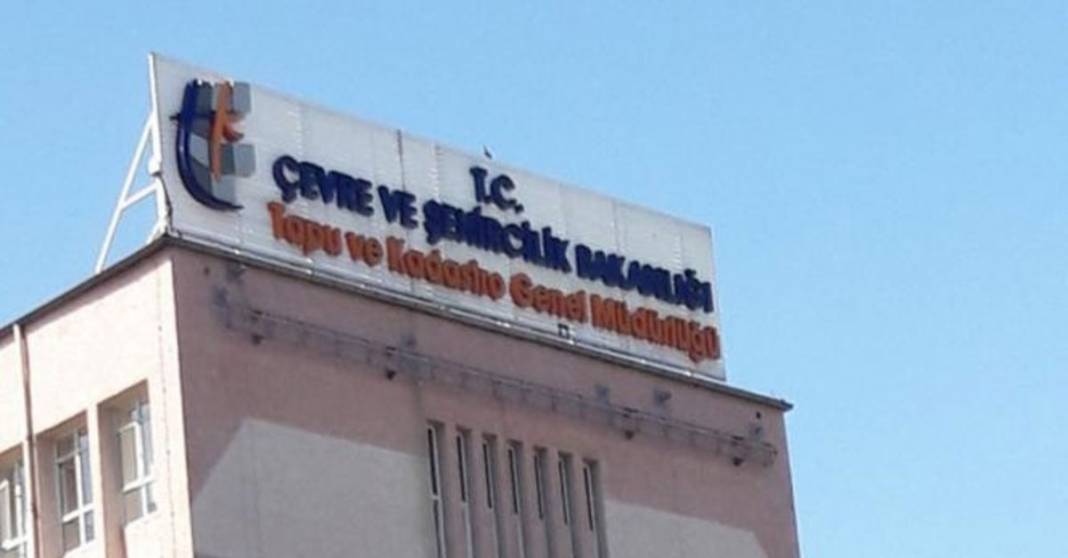 T.C.
ÇEVRE VE ŞEHİRCİLİK BAKANLIĞI
Tapu ve Kadastro Genel Müdürlüğü